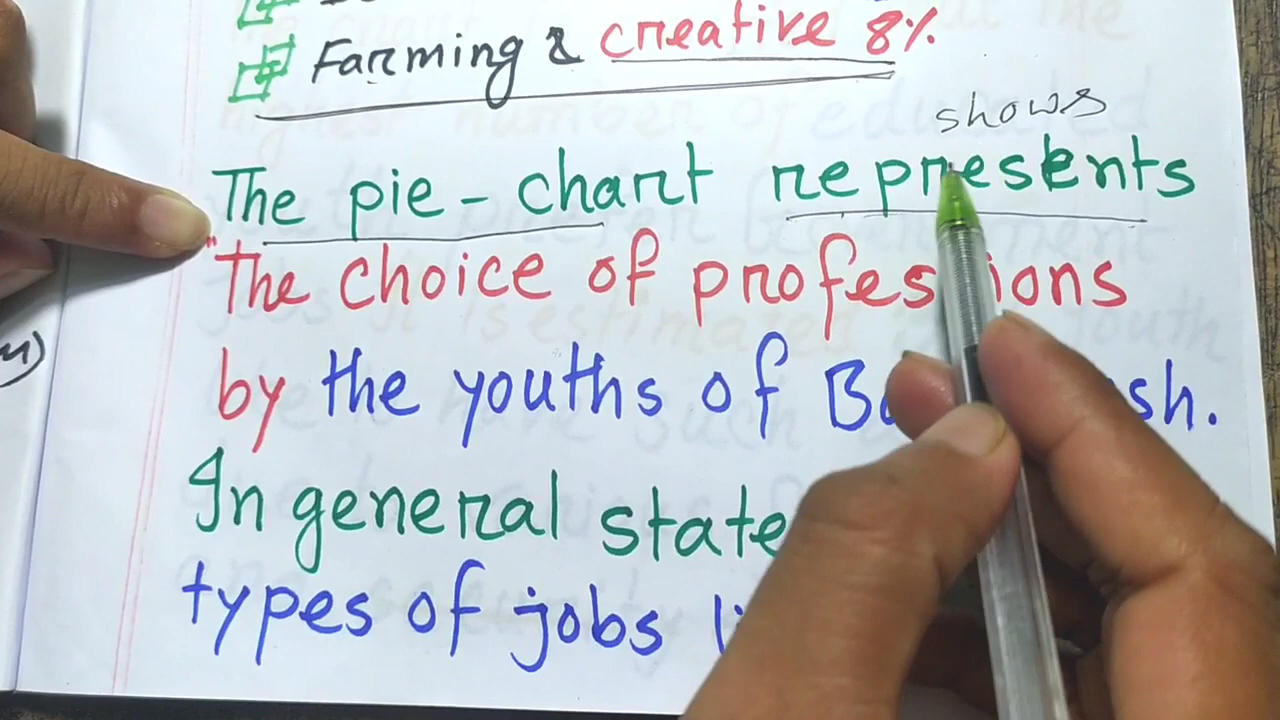 Farming & creative 8%
shows
The pie-chart represents
"The choice of professions
by the youths of
In general state
types of jobs